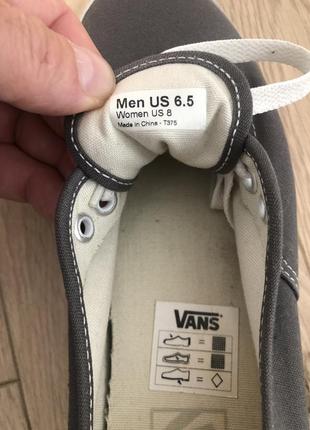 Men US 6.5
Women US 8
Made in China - T375
VANS
=
=
=